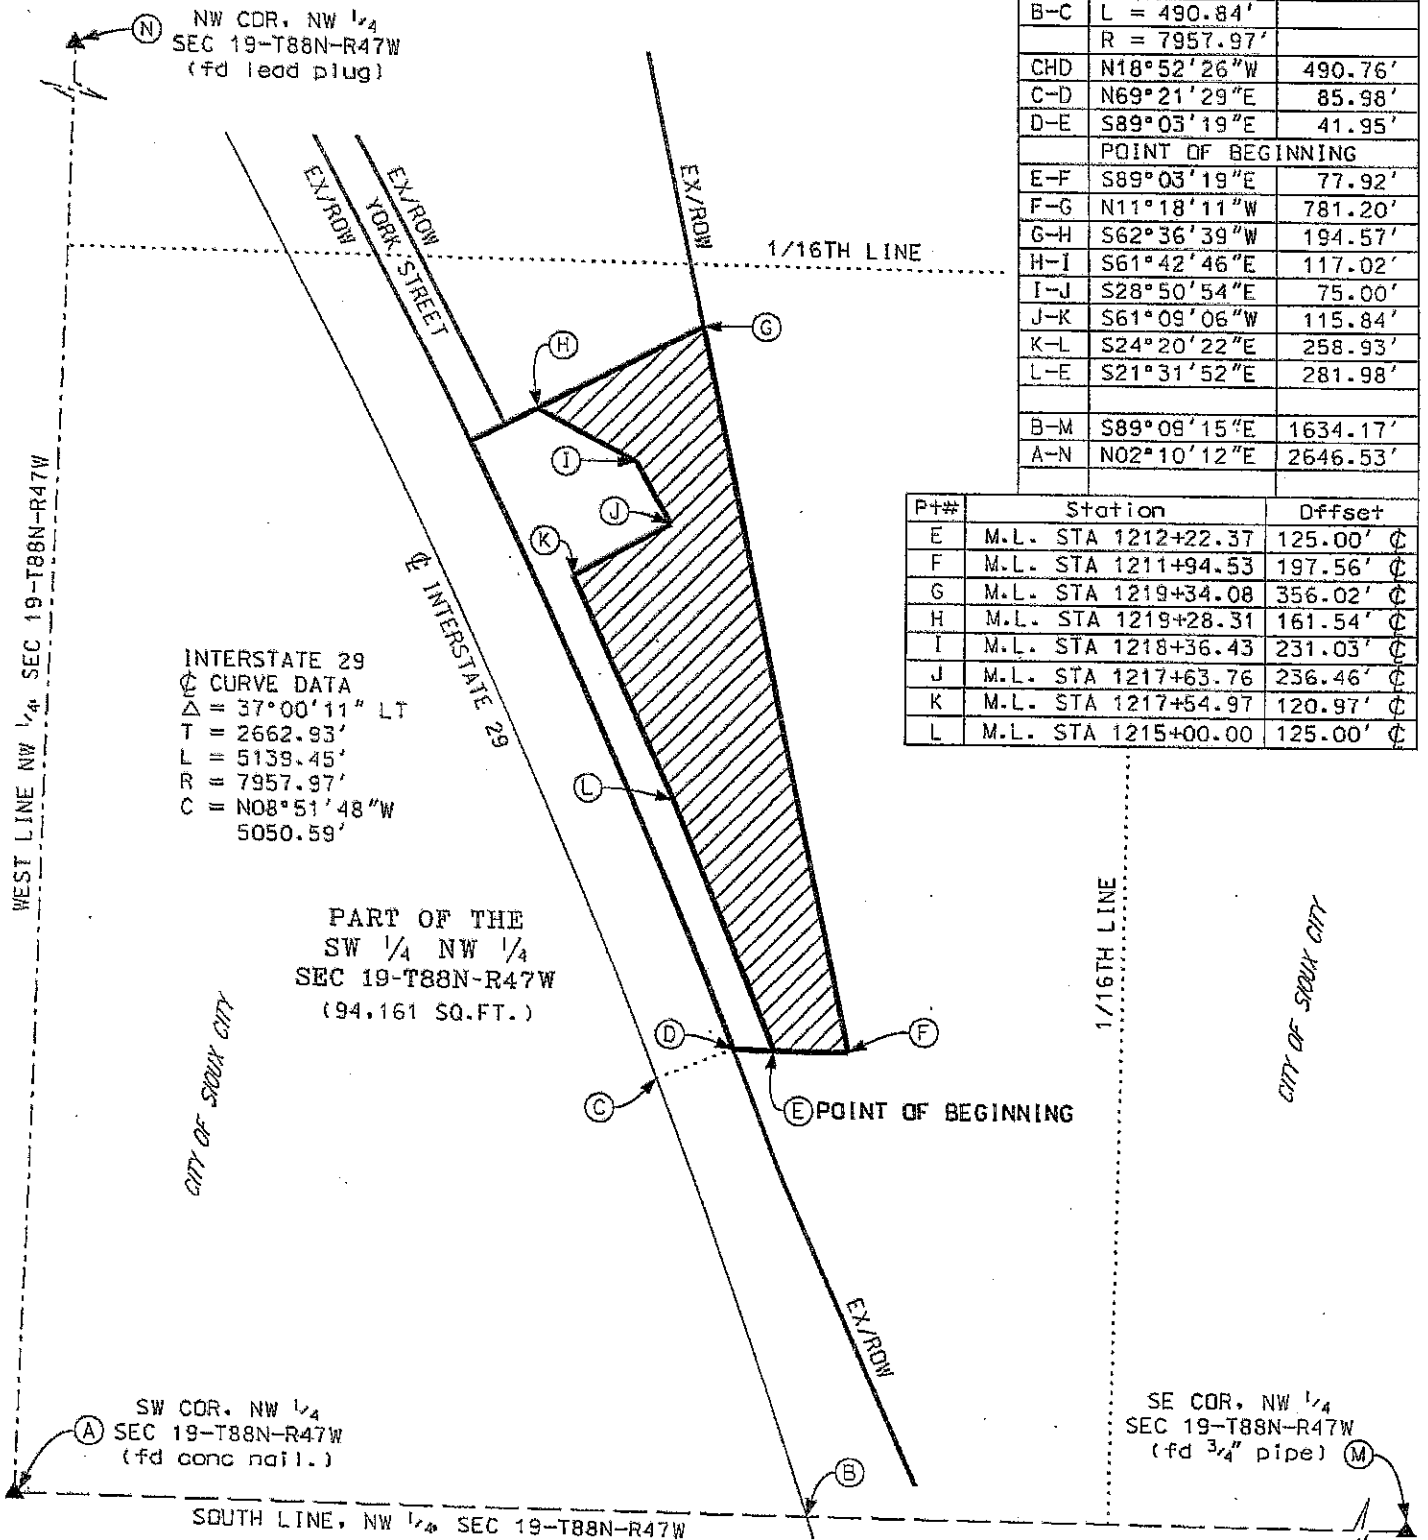 N
NW COR. NW 1/4
SEC 19-T88N-R47W
(fd lead plug)
B-C L = 490.84'
R = 7957.97'
CHD N18°52'26"W 490.76'
C-D N69°21'29"E 85.98'
D-E S89°03'19"E 41.95'
POINT OF BEGINNING
E-F S89°03'19"E 77.92'
F-G N11°18'11"W 781.20'
G-H S62°36'39"W 194.57'
H-I S61°42'46"E 117.02'
I-J S28°50'54"E 75.00'
J-K S61°09'06"W 115.84'
K-L S24°20'22"E 258.93'
L-E S21°31'52"E 281.98'
B-M S89°09'15"E 1634.17'
A-N N02°10'12"E 2646.53'
Pt# Station Offset
E M.L. STA 1212+22.37 125.00' ℄
F M.L. STA 1211+94.53 197.56' ℄
G M.L. STA 1219+34.08 356.02' ℄
H M.L. STA 1219+28.31 161.54' ℄
I M.L. STA 1218+36.43 231.03' ℄
J M.L. STA 1217+63.76 236.46' ℄
K M.L. STA 1217+54.97 120.97' ℄
L M.L. STA 1215+00.00 125.00' ℄
EX/ROW
EX/ROW
YORK STREET
EX/ROW
1/16TH LINE
G
H
I
J
K
L
℄ INTERSTATE 29
WEST LINE NW 1/4, SEC 19-T88N-R47W
INTERSTATE 29
℄ CURVE DATA
Δ = 37°00'11" LT
T = 2662.93'
L = 5139.45'
R = 7957.97'
C = N08°51'48"W
5050.59'
PART OF THE
SW 1/4 NW 1/4
SEC 19-T88N-R47W
(94,161 SQ.FT.)
1/16TH LINE
CITY OF SIOUX CITY
CITY OF SIOUX CITY
D
F
C
E POINT OF BEGINNING
EX/ROW
SW COR. NW 1/4
A SEC 19-T88N-R47W
(fd conc nail.)
SE COR. NW 1/4
SEC 19-T88N-R47W
(fd 3/4" pipe) M
B
SOUTH LINE, NW 1/4, SEC 19-T88N-R47W